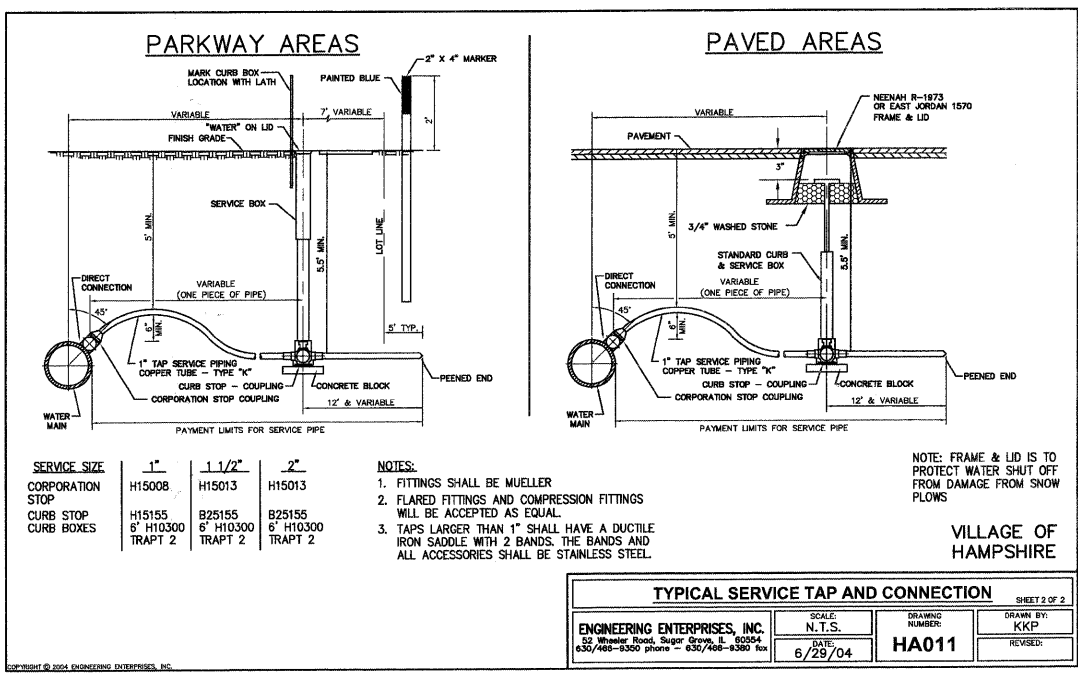 PARKWAY AREAS
MARK CURB BOX
LOCATION WITH LATH
PAINTED BLUE
2" X 4" MARKER
VARIABLE
7' VARIABLE
"WATER" ON LID
FINISH GRADE
2'
SERVICE BOX
5' MIN.
5.5' MIN.
LOT LINE
DIRECT
CONNECTION
VARIABLE
(ONE PIECE OF PIPE)
45°
6"
MIN.
5' TYP.
1" TAP SERVICE PIPING
COPPER TUBE - TYPE "K"
CURB STOP - COUPLING
CONCRETE BLOCK
CORPORATION STOP COUPLING
PEENED END
12' & VARIABLE
WATER
MAIN
PAYMENT LIMITS FOR SERVICE PIPE
PAVED AREAS
NEENAH R-1973
OR EAST JORDAN 1570
FRAME & LID
VARIABLE
PAVEMENT
3"
3/4" WASHED STONE
5' MIN.
STANDARD CURB
& SERVICE BOX
5.5' MIN.
DIRECT
CONNECTION
VARIABLE
(ONE PIECE OF PIPE)
45°
6"
MIN.
1" TAP SERVICE PIPING
COPPER TUBE - TYPE "K"
CURB STOP - COUPLING
CONCRETE BLOCK
CORPORATION STOP COUPLING
PEENED END
12' & VARIABLE
WATER
MAIN
PAYMENT LIMITS FOR SERVICE PIPE
SERVICE SIZE 1" 1 1/2" 2"
CORPORATION STOP H15008 H15013 H15013
CURB STOP H15155 B25155 B25155
CURB BOXES 6' H10300 6' H10300 6' H10300
TRAPT 2 TRAPT 2 TRAPT 2
NOTES:
1. FITTINGS SHALL BE MUELLER
2. FLARED FITTINGS AND COMPRESSION FITTINGS
WILL BE ACCEPTED AS EQUAL.
3. TAPS LARGER THAN 1" SHALL HAVE A DUCTILE
IRON SADDLE WITH 2 BANDS. THE BANDS AND
ALL ACCESSORIES SHALL BE STAINLESS STEEL.
NOTE: FRAME & LID IS TO
PROTECT WATER SHUT OFF
FROM DAMAGE FROM SNOW
PLOWS
VILLAGE OF
HAMPSHIRE
TYPICAL SERVICE TAP AND CONNECTION
SHEET 2 OF 2
ENGINEERING ENTERPRISES, INC.
52 Wheeler Road, Sugar Grove, IL 60554
630/466-9350 phone - 630/466-9380 fax
SCALE:
N.T.S.
DATE:
6/29/04
DRAWING
NUMBER:
HA011
DRAWN BY:
KKP
REVISED:
COPYRIGHT © 2004 ENGINEERING ENTERPRISES, INC.